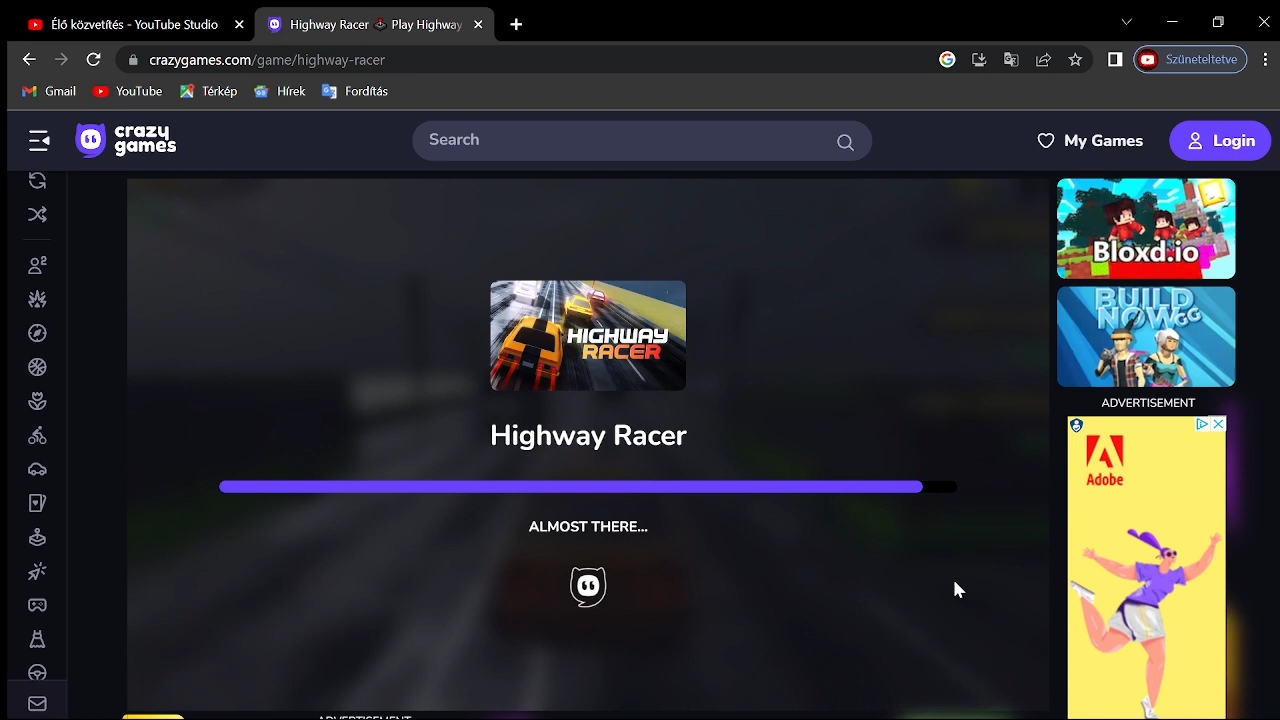 Élő közvetítés - YouTube Studio
Highway Racer 🕹️ Play Highway
crazygames.com/game/highway-racer
Szüneteltetve
Gmail
YouTube
Térkép
Hírek
Fordítás
crazy
games
Search
My Games
Login
Bloxd.io
BUILD
NOW GG
HIGHWAY
RACER
Highway Racer
ALMOST THERE...
ADVERTISEMENT
Adobe
ADVERTISEMENT